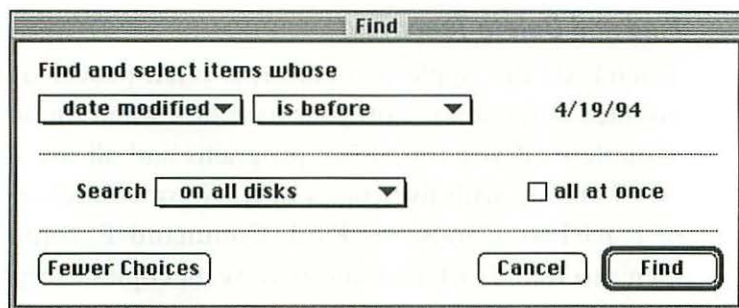 Find
Find and select items whose
date modified is before 4/19/94
Search on all disks all at once
Fewer Choices Cancel Find